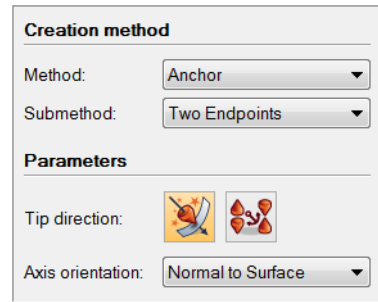 Creation method
Method: Anchor
Submethod: Two Endpoints
Parameters
Tip direction:
Axis orientation: Normal to Surface